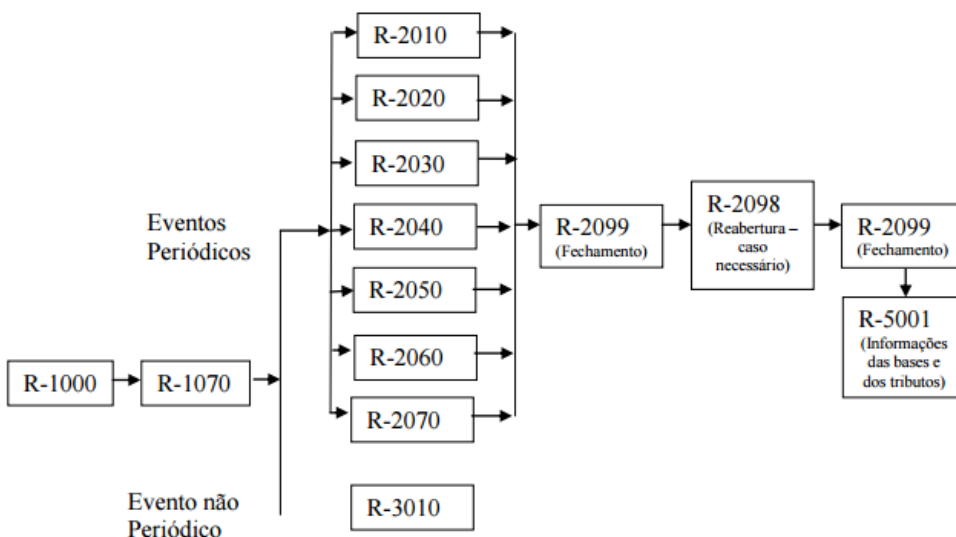 R-2010
R-2020
R-2030
Eventos
Periódicos
R-2040
R-2099
(Fechamento)
R-2098
(Reabertura –
caso
necessário)
R-2099
(Fechamento)
R-2050
R-5001
(Informações
das bases e
dos tributos)
R-2060
R-1000
R-1070
R-2070
Evento não
Periódico
R-3010